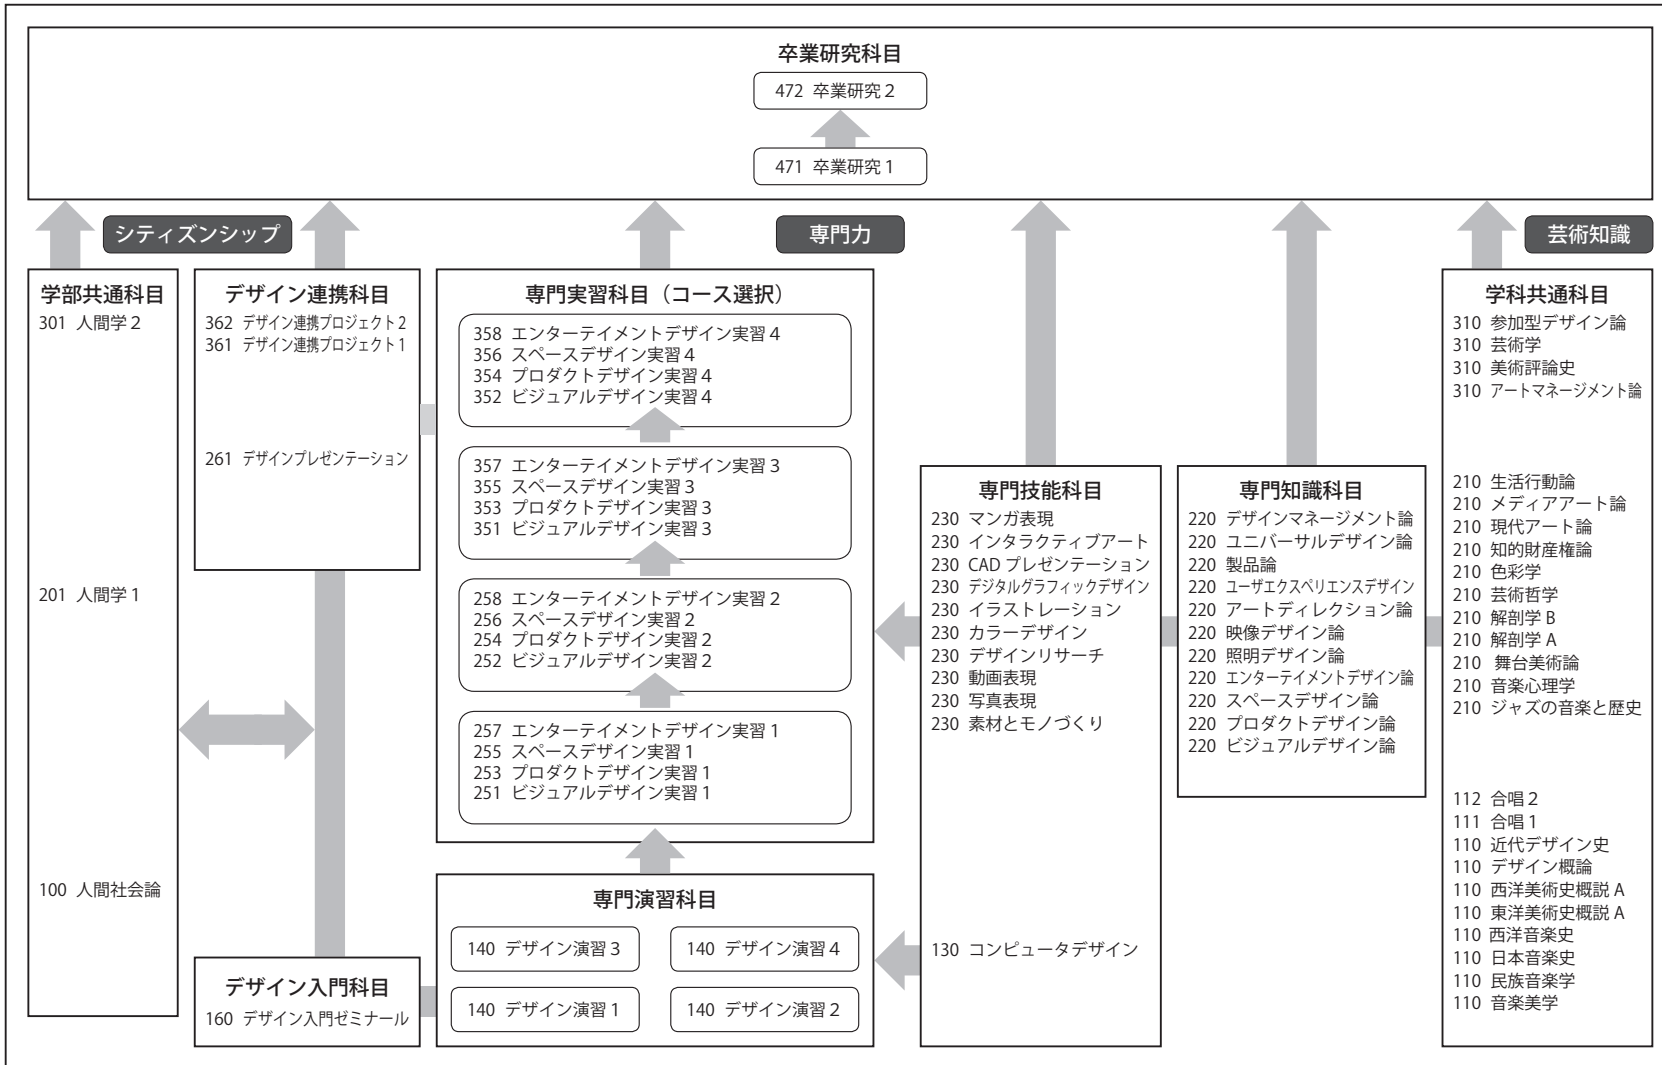 卒業研究科目
472 卒業研究 2
471 卒業研究 1
シティズンシップ
専門力
芸術知識
学部共通科目
301 人間学 2
201 人間学 1
100 人間社会論
デザイン連携科目
362 デザイン連携プロジェクト 2
361 デザイン連携プロジェクト 1
261 デザインプレゼンテーション
デザイン入門科目
160 デザイン入門ゼミナール
専門実習科目（コース選択）
358 エンターテイメントデザイン実習 4
356 スペースデザイン実習 4
354 プロダクトデザイン実習 4
352 ビジュアルデザイン実習 4
357 エンターテイメントデザイン実習 3
355 スペースデザイン実習 3
353 プロダクトデザイン実習 3
351 ビジュアルデザイン実習 3
258 エンターテイメントデザイン実習 2
256 スペースデザイン実習 2
254 プロダクトデザイン実習 2
252 ビジュアルデザイン実習 2
257 エンターテイメントデザイン実習 1
255 スペースデザイン実習 1
253 プロダクトデザイン実習 1
251 ビジュアルデザイン実習 1
専門演習科目
140 デザイン演習 3
140 デザイン演習 4
140 デザイン演習 1
140 デザイン演習 2
専門技能科目
230 マンガ表現
230 インタラクティブアート
230 CAD プレゼンテーション
230 デジタルグラフィックデザイン
230 イラストレーション
230 カラーデザイン
230 デザインリサーチ
230 動画表現
230 写真表現
230 素材とモノづくり
130 コンピュータデザイン
専門知識科目
220 デザインマネージメント論
220 ユニバーサルデザイン論
220 製品論
220 ユーザエクスペリエンスデザイン
220 アートディレクション論
220 映像デザイン論
220 照明デザイン論
220 エンターテイメントデザイン論
220 スペースデザイン論
220 プロダクトデザイン論
220 ビジュアルデザイン論
学科共通科目
310 参加型デザイン論
310 芸術学
310 美術評論史
310 アートマネージメント論
210 生活行動論
210 メディアアート論
210 現代アート論
210 知的財産権論
210 色彩学
210 芸術哲学
210 解剖学 B
210 解剖学 A
210 舞台美術論
210 音楽心理学
210 ジャズの音楽と歴史
112 合唱 2
111 合唱 1
110 近代デザイン史
110 デザイン概論
110 西洋美術史概説 A
110 東洋美術史概説 A
110 西洋音楽史
110 日本音楽史
110 民族音楽学
110 音楽美学